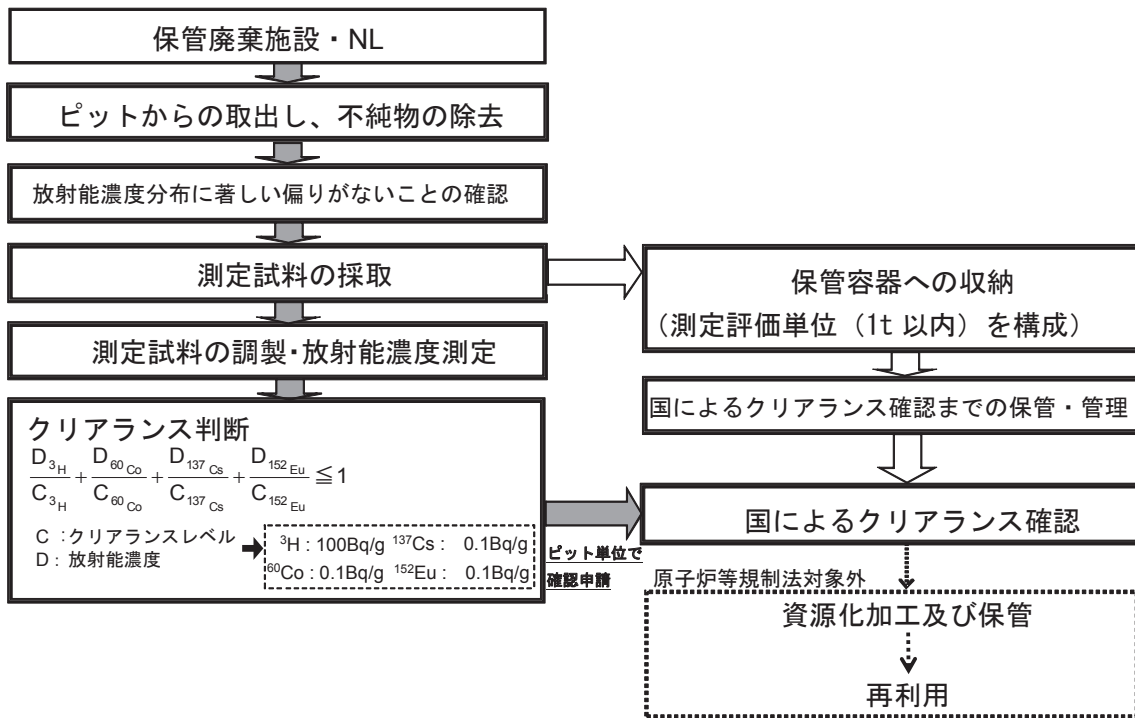 保管廃棄施設・NL
ピットからの取出し、不純物の除去
放射能濃度分布に著しい偏りがないことの確認
測定試料の採取
測定試料の調製･放射能濃度測定
クリアランス判断
D3H/C3H + D60Co/C60Co + D137Cs/C137Cs + D152Eu/C152Eu ≦1
C ：クリアランスレベル
D： 放射能濃度
³H：100Bq/g ¹³⁷Cs： 0.1Bq/g
⁶⁰Co：0.1Bq/g ¹⁵²Eu： 0.1Bq/g
ピット単位で
確認申請
保管容器への収納
（測定評価単位（1t 以内）を構成）
国によるクリアランス確認までの保管・管理
国によるクリアランス確認
原子炉等規制法対象外
資源化加工及び保管
再利用